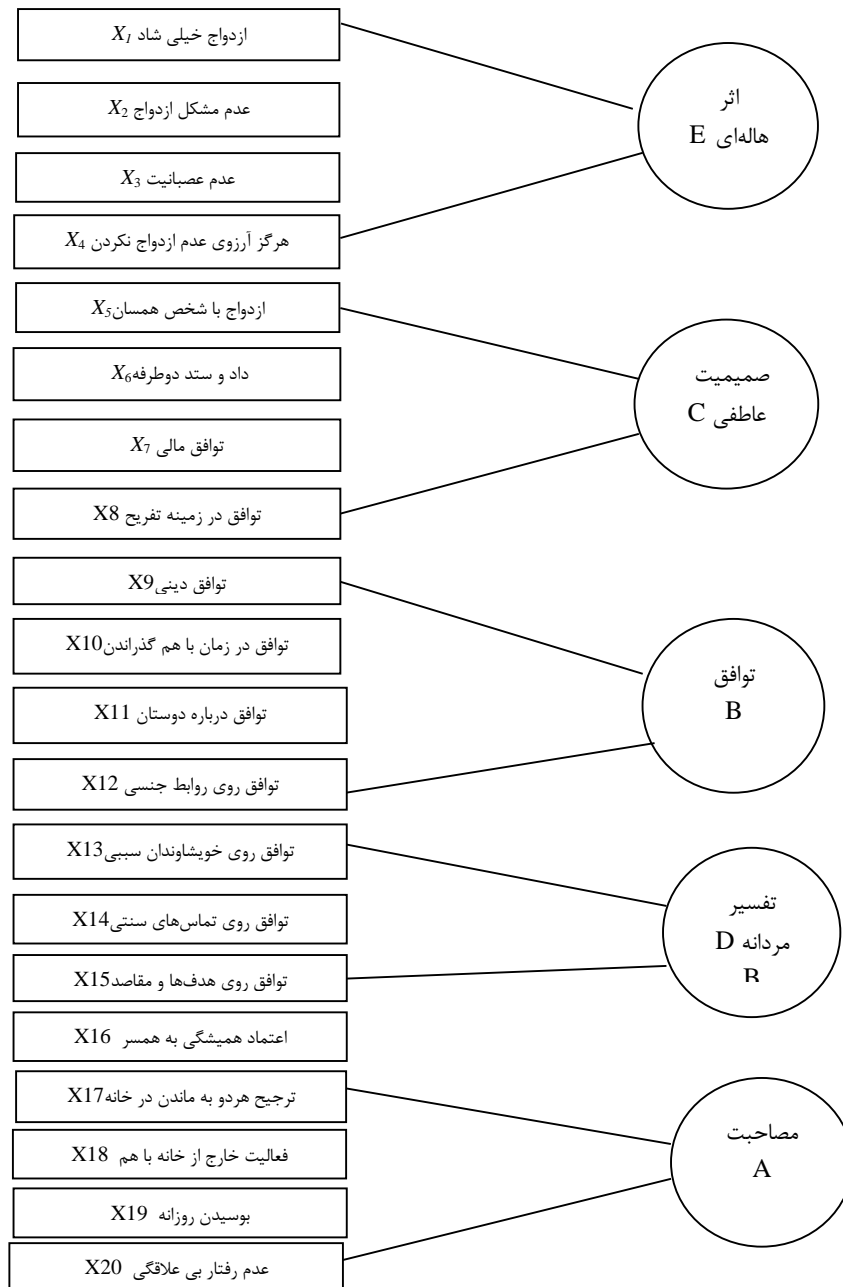 ازدواج خیلی شاد X1
عدم مشکل ازدواج X2
عدم عصبانیت X3
هرگز آرزوی عدم ازدواج نکردن X4
اثر
هاله‌ای E
ازدواج با شخص همسان X5
داد و ستد دوطرفه X6
توافق مالی X7
توافق در زمینه تفریح X8
صمیمیت
عاطفی C
توافق دینی X9
توافق در زمان با هم گذراندن X10
توافق درباره دوستان X11
توافق روی روابط جنسی X12
توافق
B
توافق روی خویشاوندان سببی X13
توافق روی تماس‌های سنتی X14
توافق روی هدف‌ها و مقاصد X15
اعتماد همیشگی به همسر X16
تفسیر
مردانه D
B
ترجیح هردو به ماندن در خانه X17
فعالیت خارج از خانه با هم X18
بوسیدن روزانه X19
عدم رفتار بی علاقگی X20
مصاحبت
A